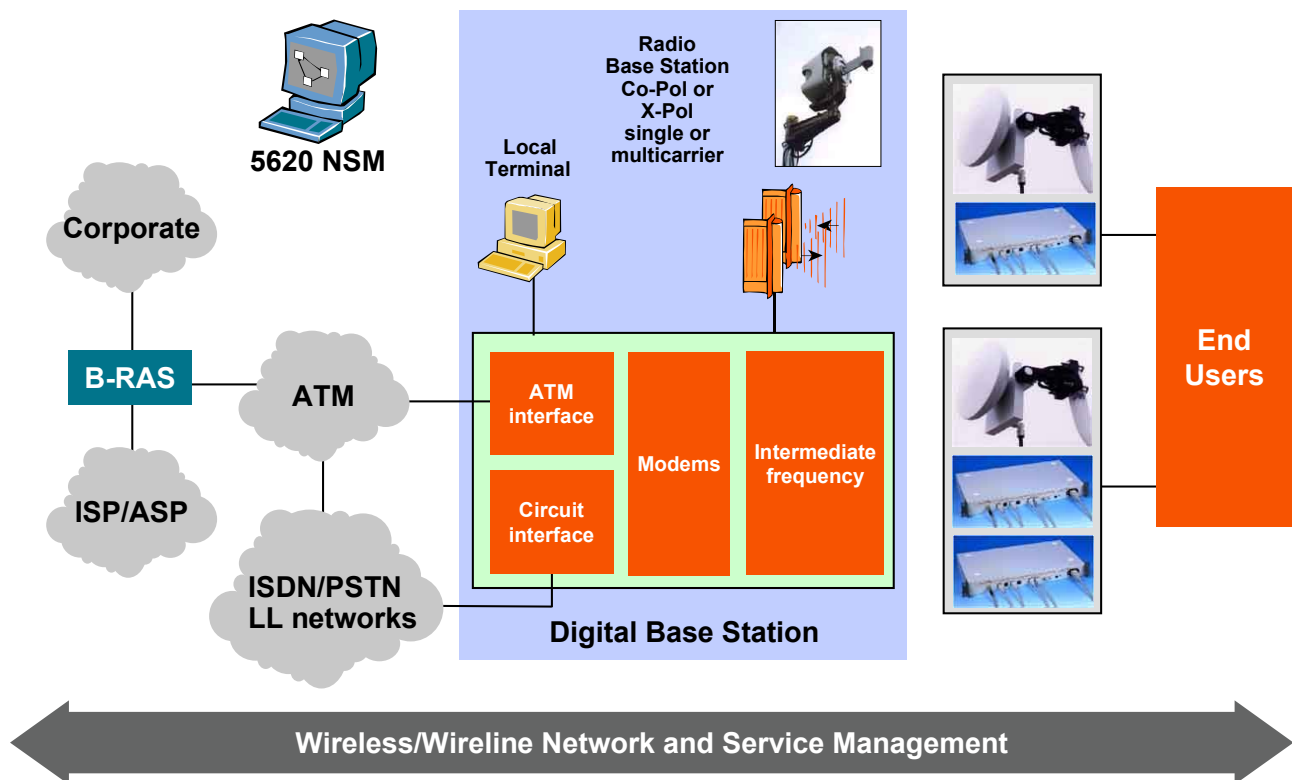 5620 NSM
Corporate
B-RAS
ISP/ASP
ATM
ISDN/PSTN
LL networks
Local
Terminal
Radio
Base Station
Co-Pol or
X-Pol
single or
multicarrier
ATM
interface
Circuit
interface
Modems
Intermediate
frequency
Digital Base Station
End
Users
Wireless/Wireline Network and Service Management